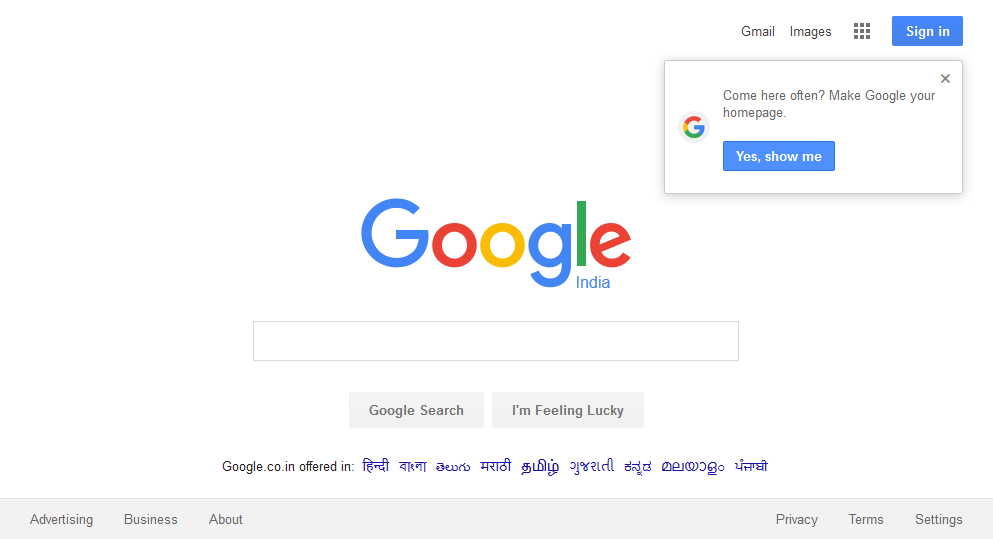 Gmail Images Sign in
Come here often? Make Google your
homepage.
Yes, show me
Google
India
Google Search I'm Feeling Lucky
Google.co.in offered in: हिन्दी বাংলা తెలుగు मराठी தமிழ் ગુજરાતી ಕನ್ನಡ മലയാളം ਪੰਜਾਬੀ
Advertising Business About Privacy Terms Settings